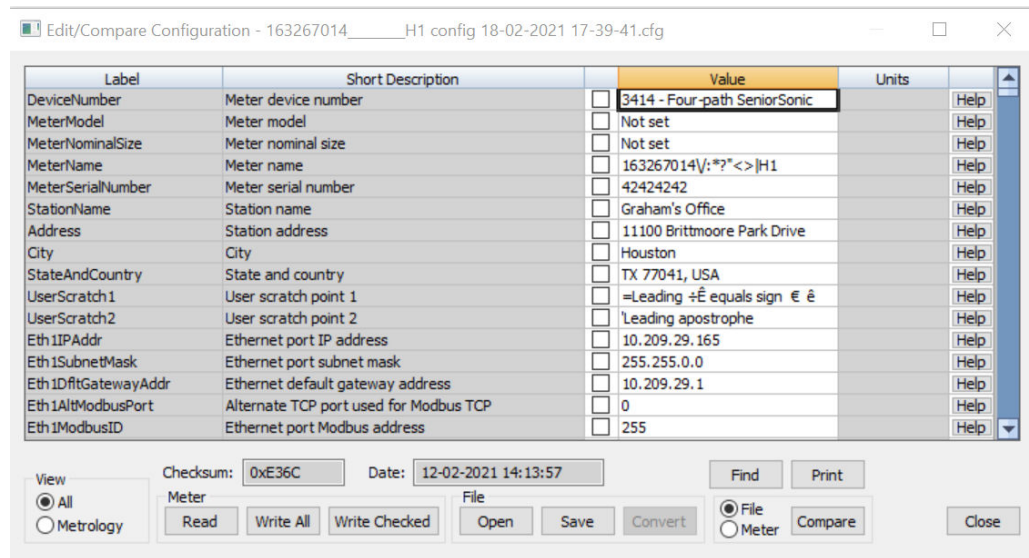 Edit/Compare Configuration - 163267014_______H1 config 18-02-2021 17-39-41.cfg
Label Short Description Value Units
DeviceNumber Meter device number 3414 - Four-path SeniorSonic Help
MeterModel Meter model Not set Help
MeterNominalSize Meter nominal size Not set Help
MeterName Meter name 163267014\/:*?"<>|H1 Help
MeterSerialNumber Meter serial number 42424242 Help
StationName Station name Graham's Office Help
Address Station address 11100 Brittmoore Park Drive Help
City City Houston Help
StateAndCountry State and country TX 77041, USA Help
UserScratch1 User scratch point 1 =Leading ÷Ê equals sign € ê Help
UserScratch2 User scratch point 2 'Leading apostrophe Help
Eth1IPAddr Ethernet port IP address 10.209.29.165 Help
Eth1SubnetMask Ethernet port subnet mask 255.255.0.0 Help
Eth1DfltGatewayAddr Ethernet default gateway address 10.209.29.1 Help
Eth1AltModbusPort Alternate TCP port used for Modbus TCP 0 Help
Eth1ModbusID Ethernet port Modbus address 255 Help
View Checksum: 0xE36C Date: 12-02-2021 14:13:57 Find Print
All Meter File File
Metrology Read Write All Write Checked Open Save Convert Meter Compare Close